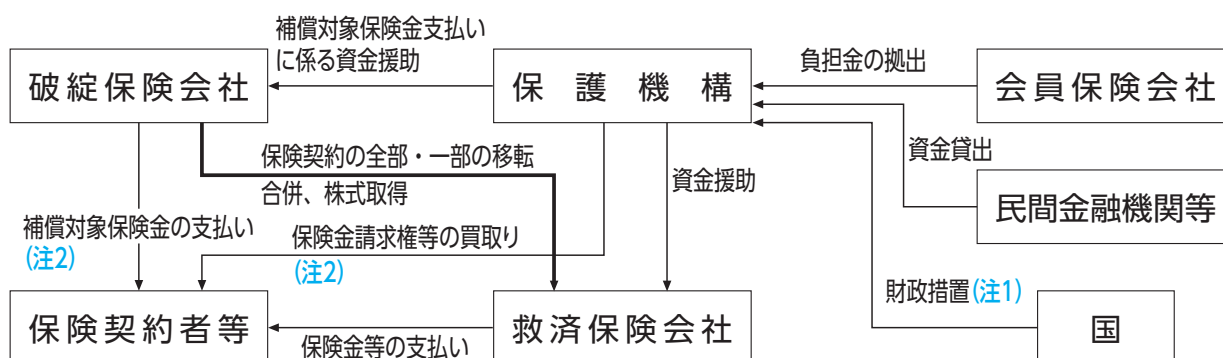 補償対象保険金支払い
に係る資金援助
破綻保険会社
保護機構
負担金の拠出
会員保険会社
保険契約の全部・一部の移転
合併、株式取得
資金援助
資金貸出
民間金融機関等
補償対象保険金の支払い
(注2)
保険金請求権等の買取り
(注2)
財政措置(注1)
保険契約者等
保険金等の支払い
救済保険会社
国